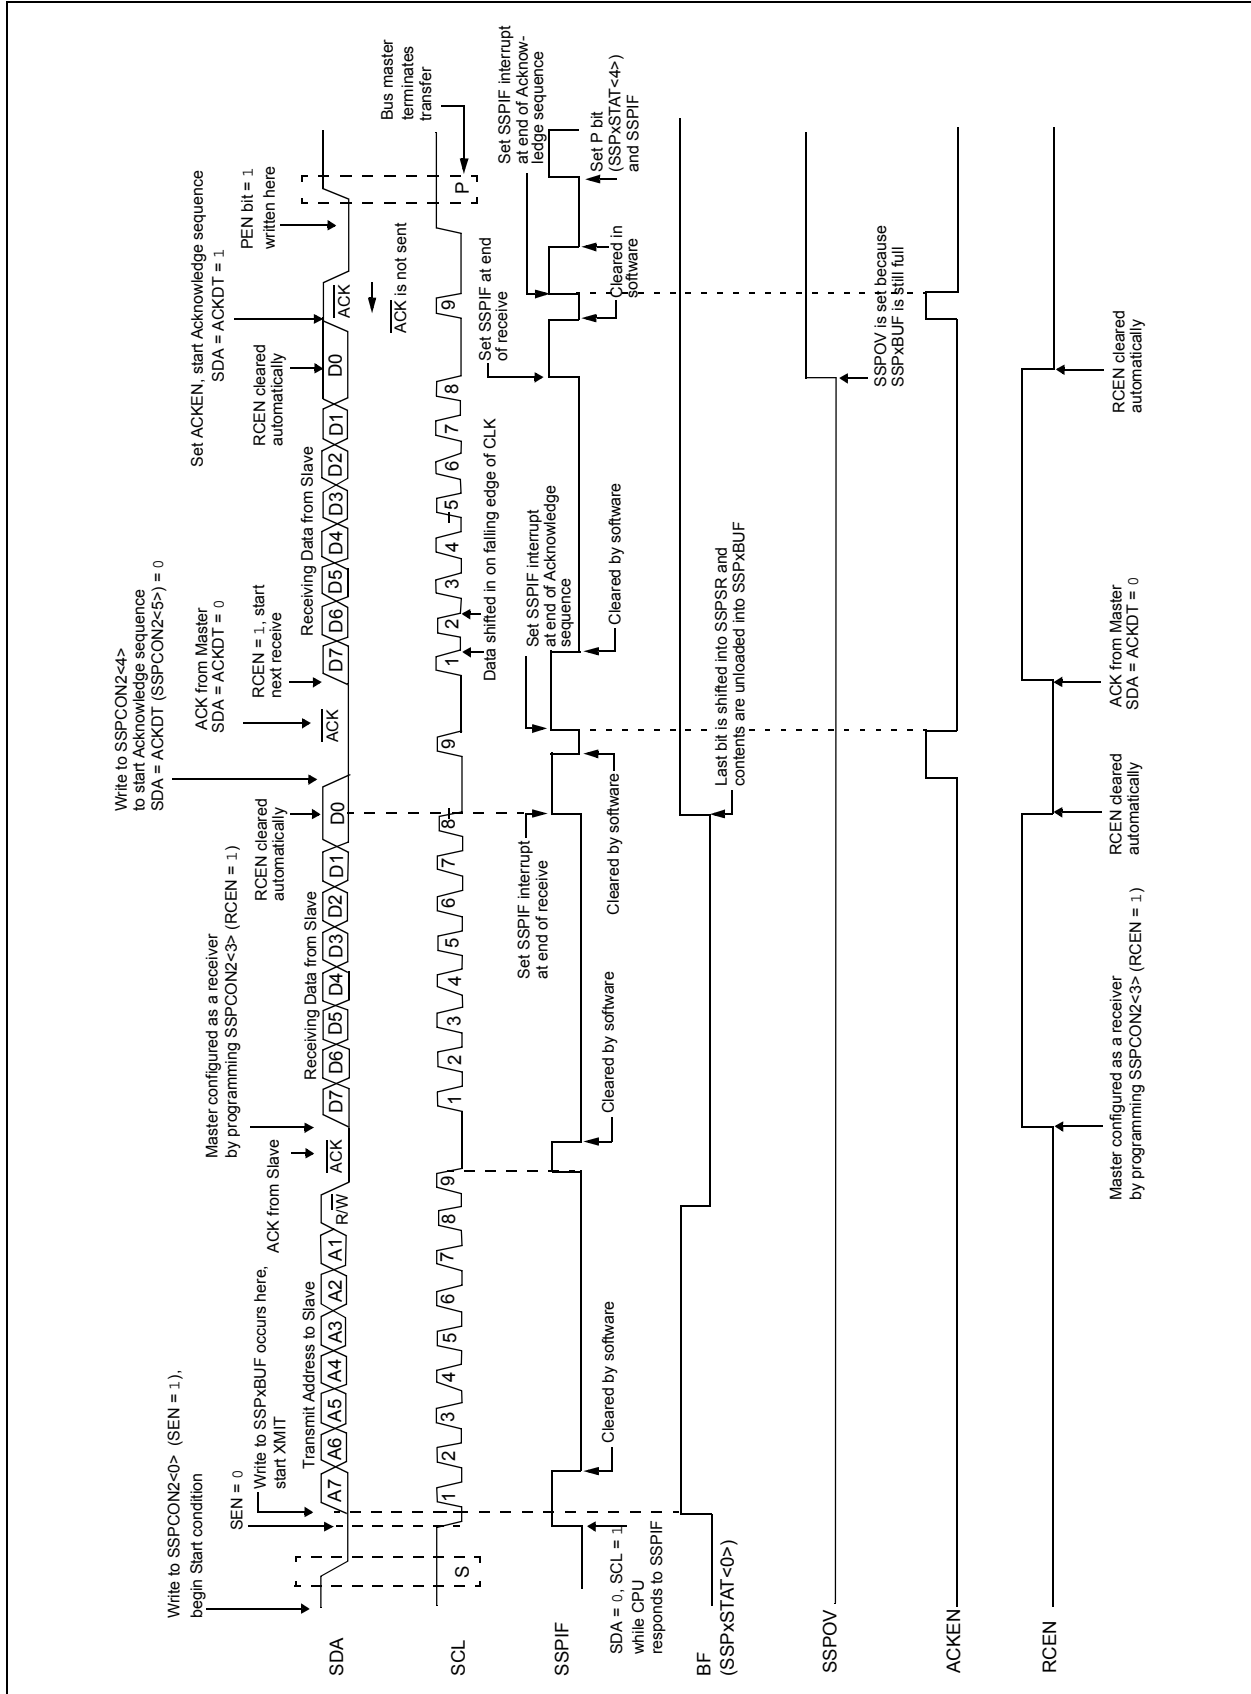 Write to SSPCON2<0> (SEN = 1),
begin Start condition
SEN = 0
Write to SSPxBUF occurs here,
start XMIT
ACK from Slave
Master configured as a receiver
by programming SSPCON2<3> (RCEN = 1)
RCEN cleared
automatically
Write to SSPCON2<4>
to start Acknowledge sequence
SDA = ACKDT (SSPCON2<5>) = 0
ACK from Master
SDA = ACKDT = 0
RCEN = 1, start
next receive
RCEN cleared
automatically
Set ACKEN, start Acknowledge sequence
SDA = ACKDT = 1
PEN bit = 1
written here
Transmit Address to Slave
Receiving Data from Slave
Receiving Data from Slave
SDA
A7 A6 A5 A4 A3 A2 A1 R/W ACK D7 D6 D5 D4 D3 D2 D1 D0 ACK D7 D6 D5 D4 D3 D2 D1 D0 ACK
ACK is not sent
Bus master
terminates
transfer
SCL
S 1 2 3 4 5 6 7 8 9 1 2 3 4 5 6 7 8 9 1 2 3 4 5 6 7 8 9 P
Data shifted in on falling edge of CLK
Set SSPIF interrupt
at end of receive
Set SSPIF interrupt
at end of Acknowledge
sequence
Set SSPIF at end
of receive
Set SSPIF interrupt
at end of Acknow-
ledge sequence
SSPIF
SDA = 0, SCL = 1
while CPU
responds to SSPIF
Cleared by software
Cleared by software
Cleared by software
Cleared by software
Cleared in
software
Set P bit
(SSPxSTAT<4>)
and SSPIF
BF
(SSPxSTAT<0>)
Last bit is shifted into SSPSR and
contents are unloaded into SSPxBUF
SSPOV
SSPOV is set because
SSPxBUF is still full
ACKEN
RCEN
Master configured as a receiver
by programming SSPCON2<3> (RCEN = 1)
RCEN cleared
automatically
ACK from Master
SDA = ACKDT = 0
RCEN cleared
automatically